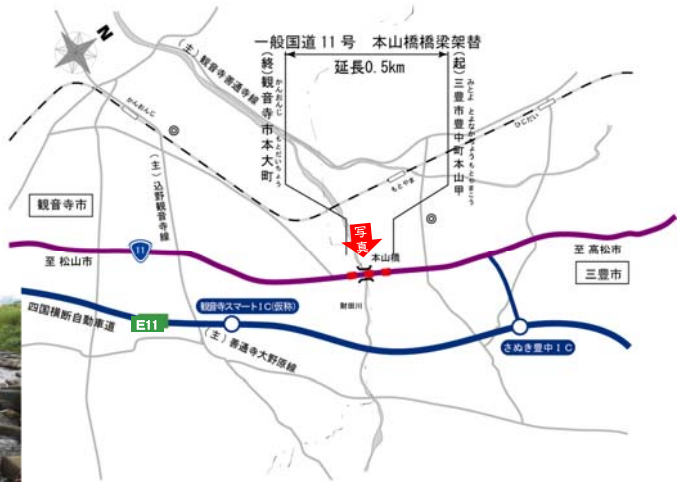 N
一般国道11号 本山橋橋梁架替
延長0.5km
(終)観音寺市本大町
かんおんじ もとだいちょう
(起)三豊市豊中町本山甲
みとよ とよなかちょうもとやまこう
(主)観音寺善通寺線
かんおんじ
ひじだい
もとやま
(主)込野観音寺線
観音寺市
写真
本山橋
11
至 松山市
至 高松市
三豊市
財田川
四国横断自動車道
E11
観音寺スマートIC(仮称)
(主)善通寺大野原線
さぬき豊中IC